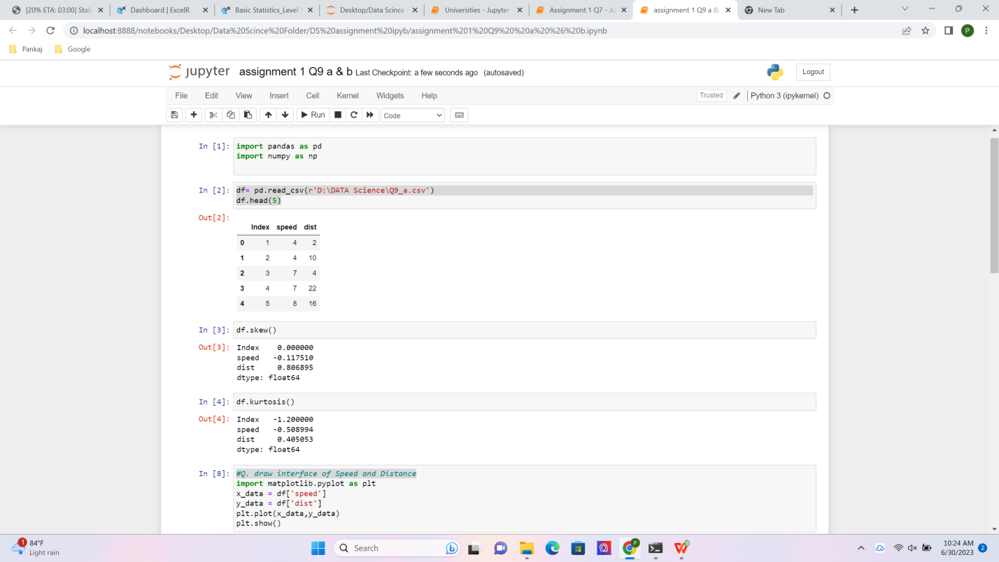 [20% ETA: 03:00] Stab
Dashboard | ExcelR
Basic Statistics_Level
Desktop/Data Scince
Universities - Jupyter
Assignment 1 Q7 - Ju
assignment 1 Q9 a &
New Tab
localhost:8888/notebooks/Desktop/Data%20Scince%20Folder/DS%20assignment%20ipyb/assignment%201%20Q9%20%20a%20%26%20b.ipynb
P
Pankaj
Google
jupyter assignment 1 Q9 a & b Last Checkpoint: a few seconds ago (autosaved)
Logout
File Edit View Insert Cell Kernel Widgets Help
Trusted
Python 3 (ipykernel)
Run
Code
In [1]: import pandas as pd
import numpy as np
In [2]: df= pd.read_csv(r'D:\DATA Science\Q9_a.csv')
df.head(5)
Out[2]:
Index speed dist
0 1 4 2
1 2 4 10
2 3 7 4
3 4 7 22
4 5 8 16
In [3]: df.skew()
Out[3]: Index 0.000000
speed -0.117510
dist 0.806895
dtype: float64
In [4]: df.kurtosis()
Out[4]: Index -1.200000
speed -0.508994
dist 0.405053
dtype: float64
In [8]: #Q. draw interface of Speed and Distance
import matplotlib.pyplot as plt
x_data = df['speed']
y_data = df['dist']
plt.plot(x_data,y_data)
plt.show()
1
84°F
Light rain
Search
P
10:24 AM
6/30/2023
2